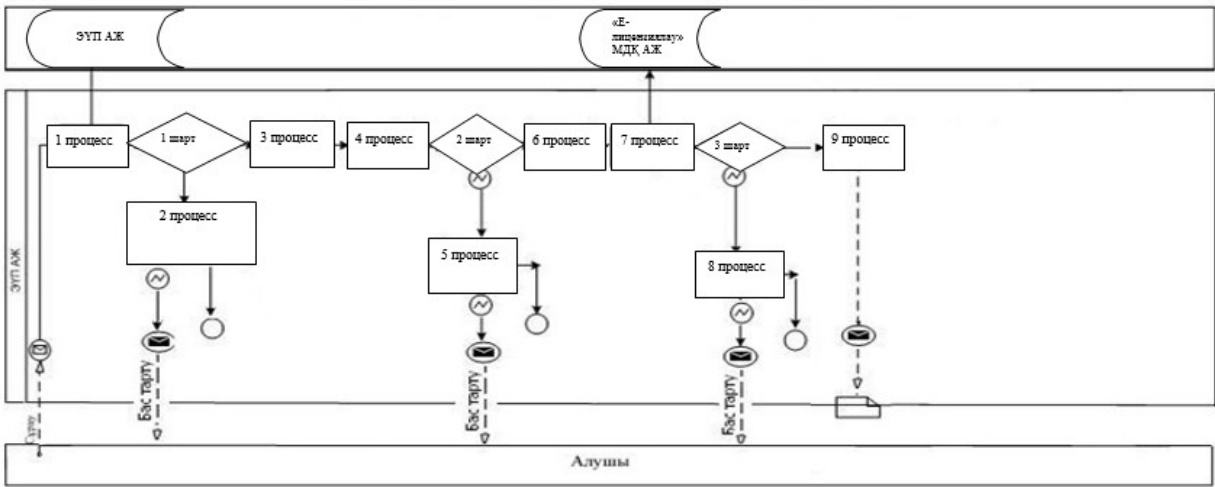 ЭҮП АЖ
«Е-
лицензиялау»
МДҚ АЖ
1 процесс
1 шарт
3 процесс
4 процесс
2 шарт
6 процесс
7 процесс
3 шарт
9 процесс
2 процесс
5 процесс
8 процесс
ЭҮП АЖ
Бас тарту
Бас тарту
Бас тарту
Сұрау
Алушы